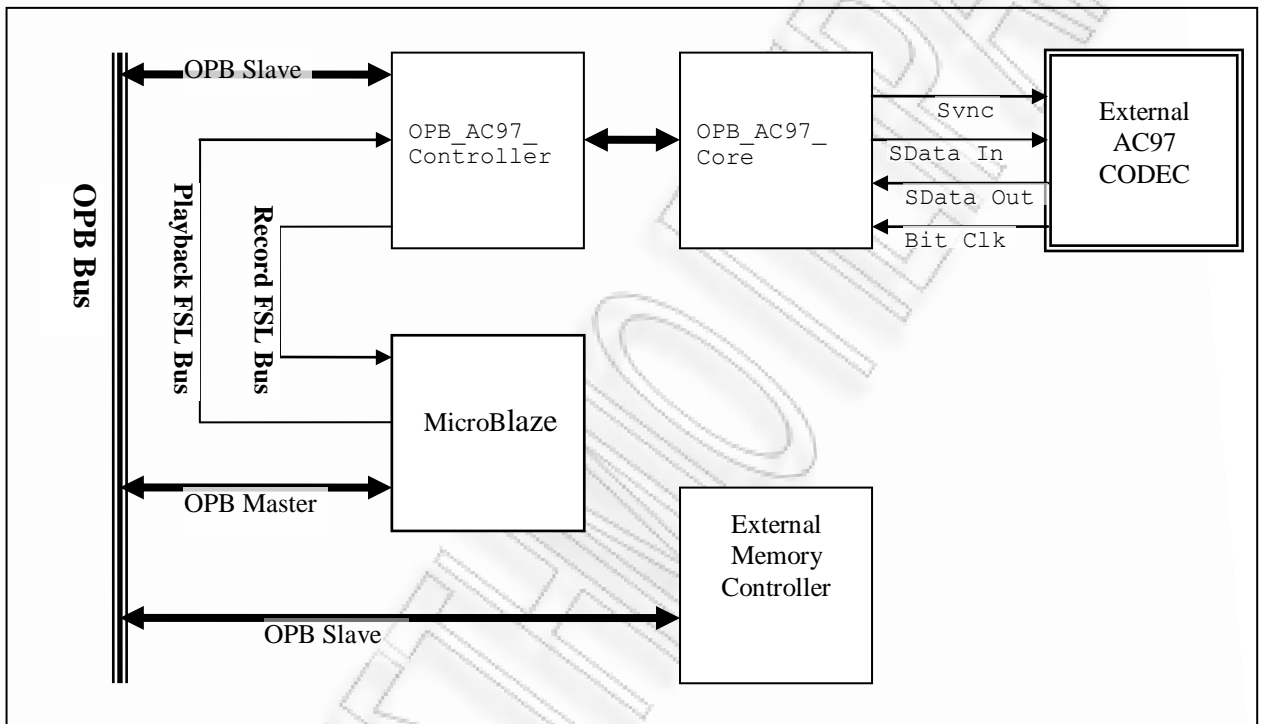 OPB Slave
OPB_AC97_
Controller
OPB_AC97_
Core
Sync
SData In
SData Out
Bit Clk
External
AC97
CODEC
OPB Bus
Playback FSL Bus
Record FSL Bus
MicroBlaze
OPB Master
External
Memory
Controller
OPB Slave